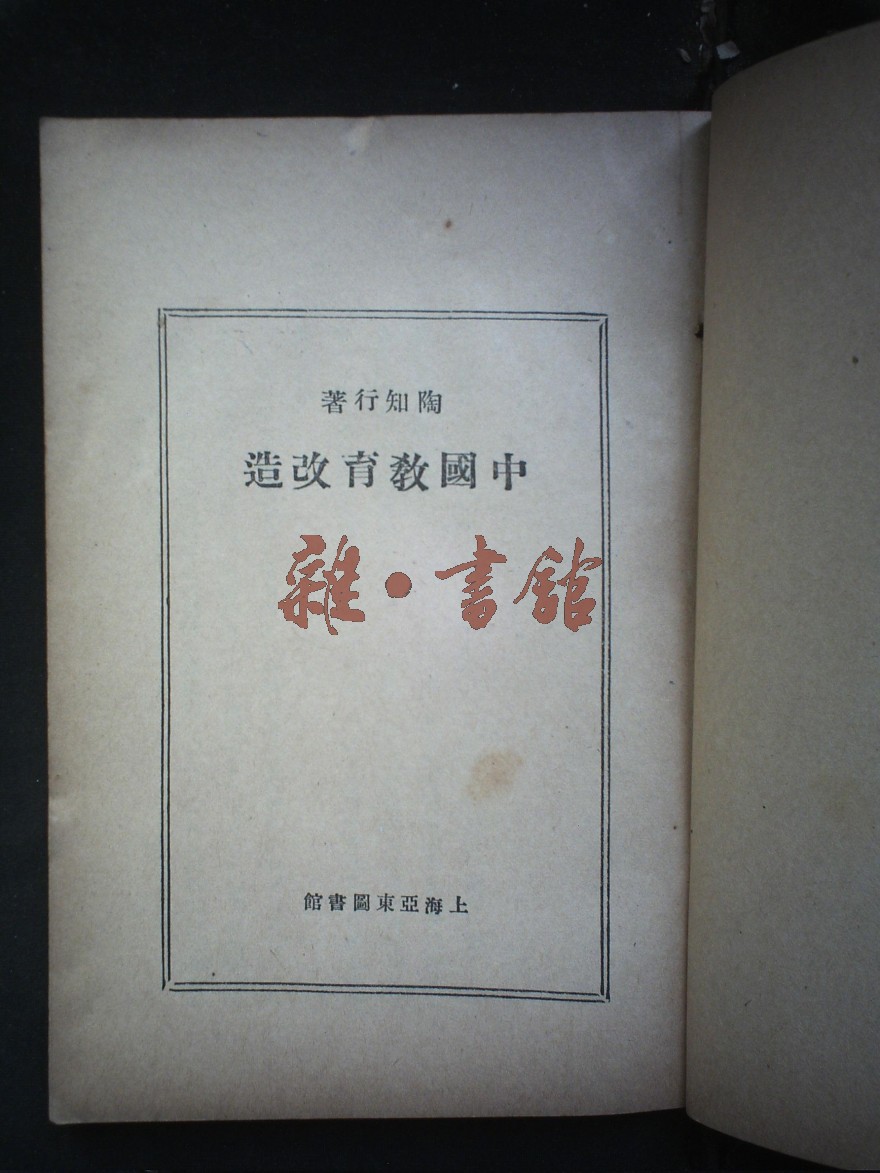 陶知行著
中國教育改造
雜·書館
上海亞東圖書館